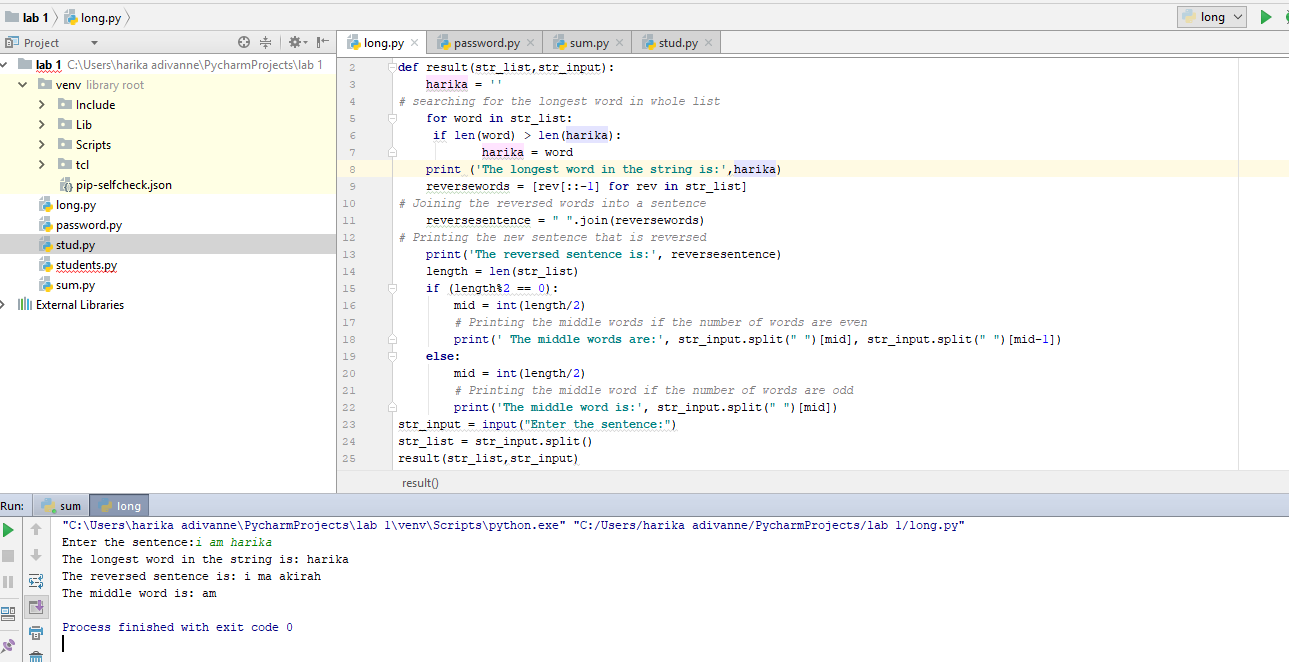 lab 1 long.py long
Project long.py password.py sum.py stud.py
lab 1 C:\Users\harika adivanne\PycharmProjects\lab 1
venv library root
Include
Lib
Scripts
tcl
pip-selfcheck.json
long.py
password.py
stud.py
students.py
sum.py
External Libraries
2 def result(str_list,str_input):
3 harika = ''
4 # searching for the longest word in whole list
5 for word in str_list:
6 if len(word) > len(harika):
7 harika = word
8 print ('The longest word in the string is:',harika)
9 reversewords = [rev[::-1] for rev in str_list]
10 # Joining the reversed words into a sentence
11 reversesentence = " ".join(reversewords)
12 # Printing the new sentence that is reversed
13 print('The reversed sentence is:', reversesentence)
14 length = len(str_list)
15 if (length%2 == 0):
16 mid = int(length/2)
17 # Printing the middle words if the number of words are even
18 print(' The middle words are:', str_input.split(" ")[mid], str_input.split(" ")[mid-1])
19 else:
20 mid = int(length/2)
21 # Printing the middle word if the number of words are odd
22 print('The middle word is:', str_input.split(" ")[mid])
23 str_input = input("Enter the sentence:")
24 str_list = str_input.split()
25 result(str_list,str_input)
result()
Run: sum long
"C:\Users\harika adivanne\PycharmProjects\lab 1\venv\Scripts\python.exe" "C:/Users/harika adivanne/PycharmProjects/lab 1/long.py"
Enter the sentence:i am harika
The longest word in the string is: harika
The reversed sentence is: i ma akirah
The middle word is: am
Process finished with exit code 0